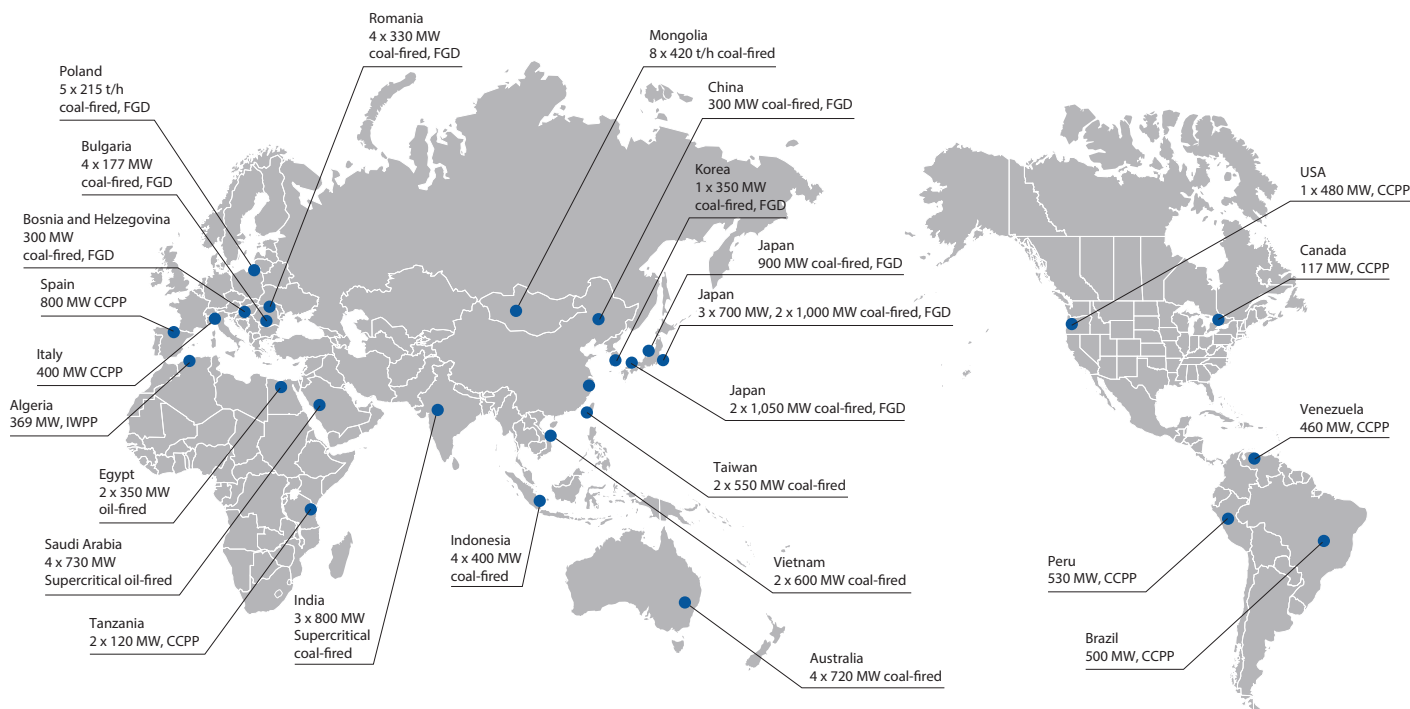 Romania
4 x 330 MW
coal-fired, FGD
Poland
5 x 215 t/h
coal-fired, FGD
Bulgaria
4 x 177 MW
coal-fired, FGD
Bosnia and Helzegovina
300 MW
coal-fired, FGD
Spain
800 MW CCPP
Italy
400 MW CCPP
Algeria
369 MW, IWPP
Egypt
2 x 350 MW
oil-fired
Saudi Arabia
4 x 730 MW
Supercritical oil-fired
Tanzania
2 x 120 MW, CCPP
India
3 x 800 MW
Supercritical
coal-fired
Mongolia
8 x 420 t/h coal-fired
China
300 MW coal-fired, FGD
Korea
1 x 350 MW
coal-fired, FGD
Japan
900 MW coal-fired, FGD
Japan
3 x 700 MW, 2 x 1,000 MW coal-fired, FGD
Japan
2 x 1,050 MW coal-fired, FGD
Taiwan
2 x 550 MW coal-fired
Indonesia
4 x 400 MW
coal-fired
Vietnam
2 x 600 MW coal-fired
Australia
4 x 720 MW coal-fired
USA
1 x 480 MW, CCPP
Canada
117 MW, CCPP
Venezuela
460 MW, CCPP
Peru
530 MW, CCPP
Brazil
500 MW, CCPP